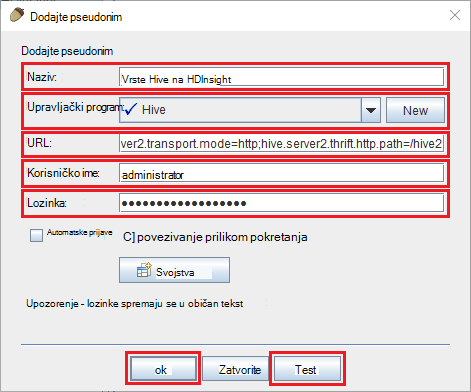 Dodajte pseudonim
Dodajte pseudonim
Naziv: Vrste Hive na HDInsight
Upravljački program: Hive New
URL: ver2.transport.mode=http;hive.server2.thrift.http.path=/hive2
Korisničko ime: administrator
Lozinka: ••••••••••••••••••
Automatske prijave C] povezivanje prilikom pokretanja
Svojstva
Upozorenje - lozinke spremaju se u običan tekst
ok Zatvorite Test